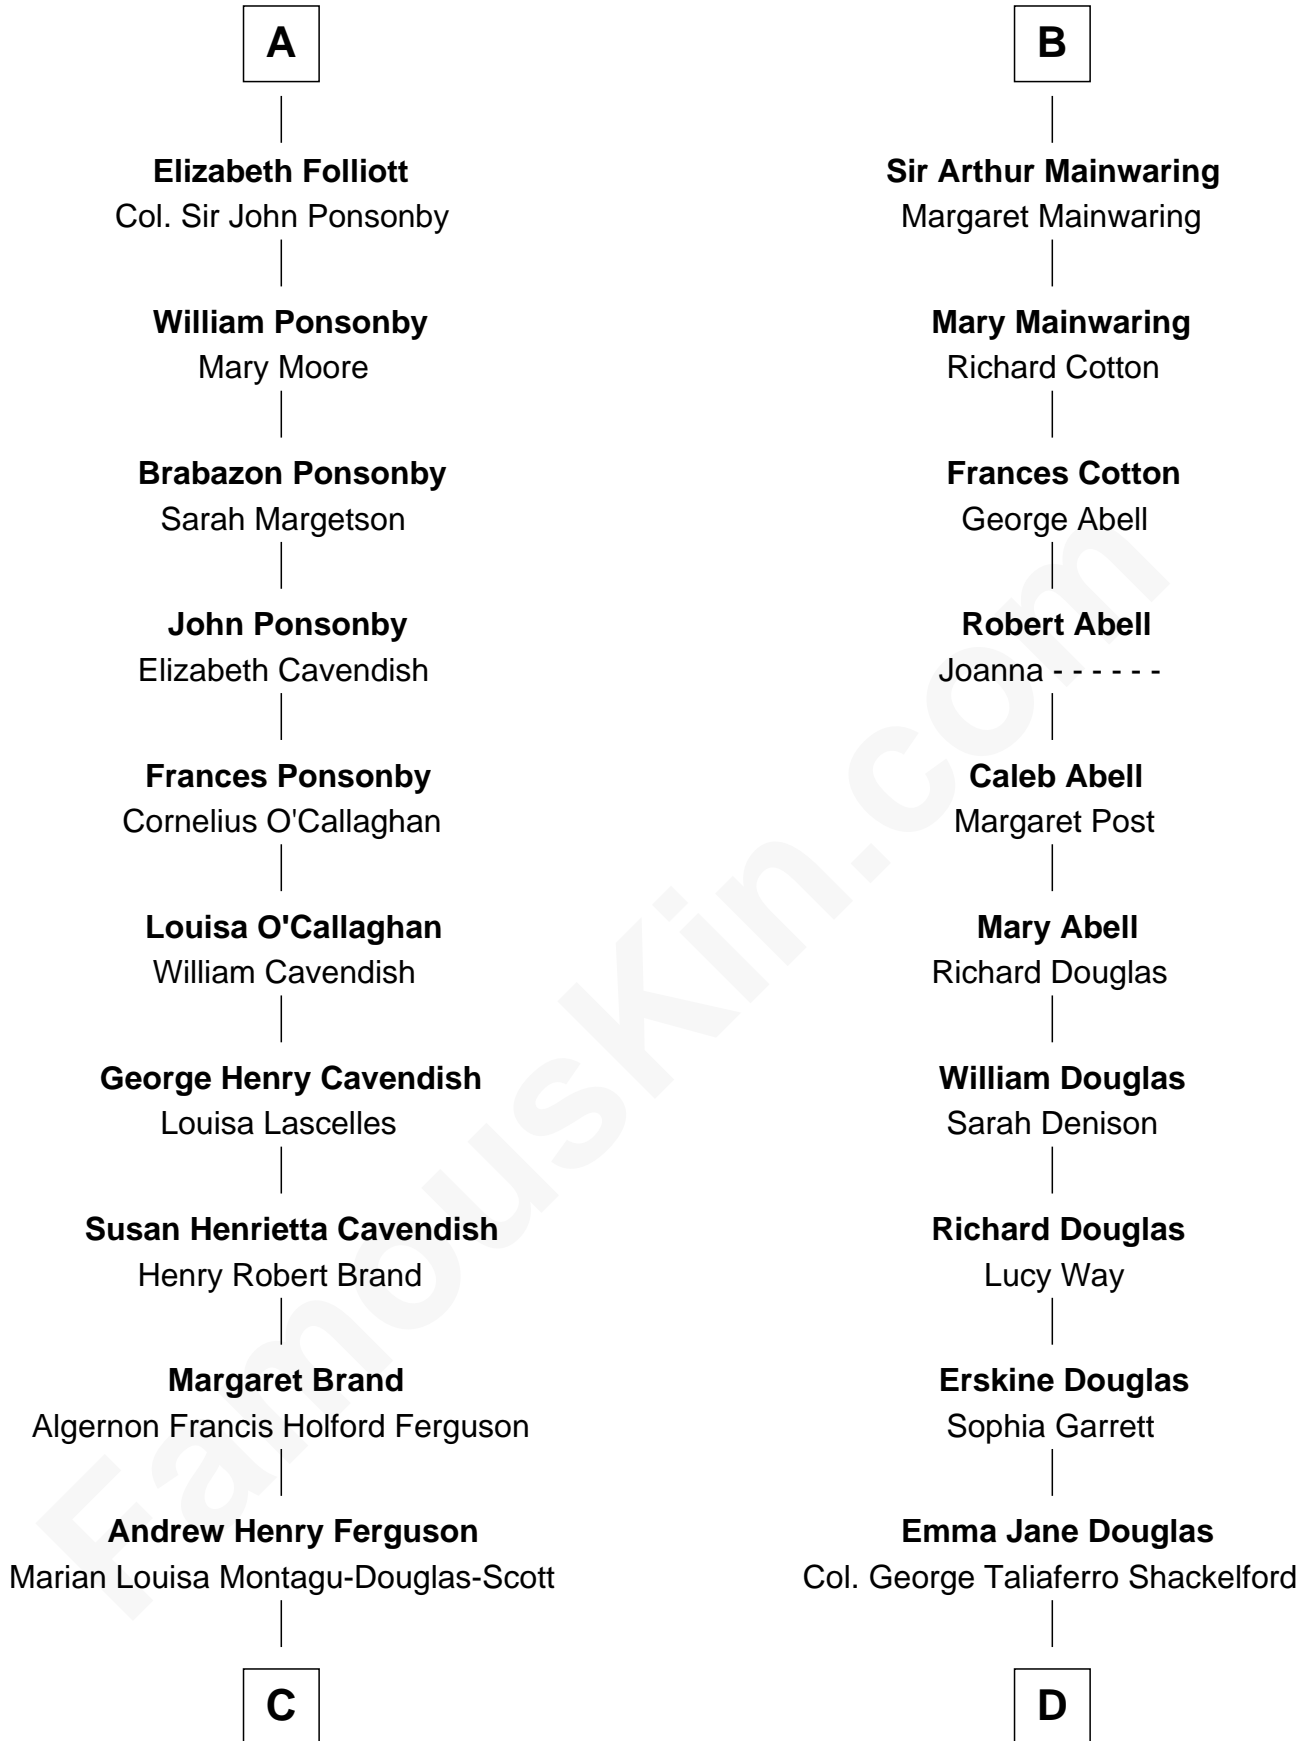 A
Elizabeth Folliott
Col. Sir John Ponsonby
William Ponsonby
Mary Moore
Brabazon Ponsonby
Sarah Margetson
John Ponsonby
Elizabeth Cavendish
Frances Ponsonby
Cornelius O'Callaghan
Louisa O'Callaghan
William Cavendish
George Henry Cavendish
Louisa Lascelles
Susan Henrietta Cavendish
Henry Robert Brand
Margaret Brand
Algernon Francis Holford Ferguson
Andrew Henry Ferguson
Marian Louisa Montagu-Douglas-Scott
C
B
Sir Arthur Mainwaring
Margaret Mainwaring
Mary Mainwaring
Richard Cotton
Frances Cotton
George Abell
Robert Abell
Joanna - - - - - -
Caleb Abell
Margaret Post
Mary Abell
Richard Douglas
William Douglas
Sarah Denison
Richard Douglas
Lucy Way
Erskine Douglas
Sophia Garrett
Emma Jane Douglas
Col. George Taliaferro Shackelford
D
FamousKin.com